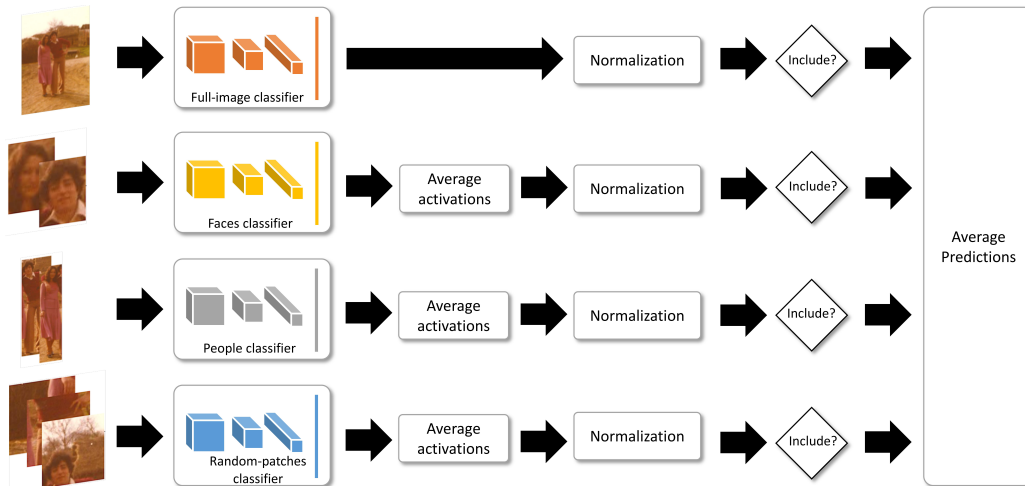 Full-image classifier
Normalization
Include?
Faces classifier
Average
activations
Normalization
Include?
People classifier
Average
activations
Normalization
Include?
Random-patches
classifier
Average
activations
Normalization
Include?
Average
Predictions